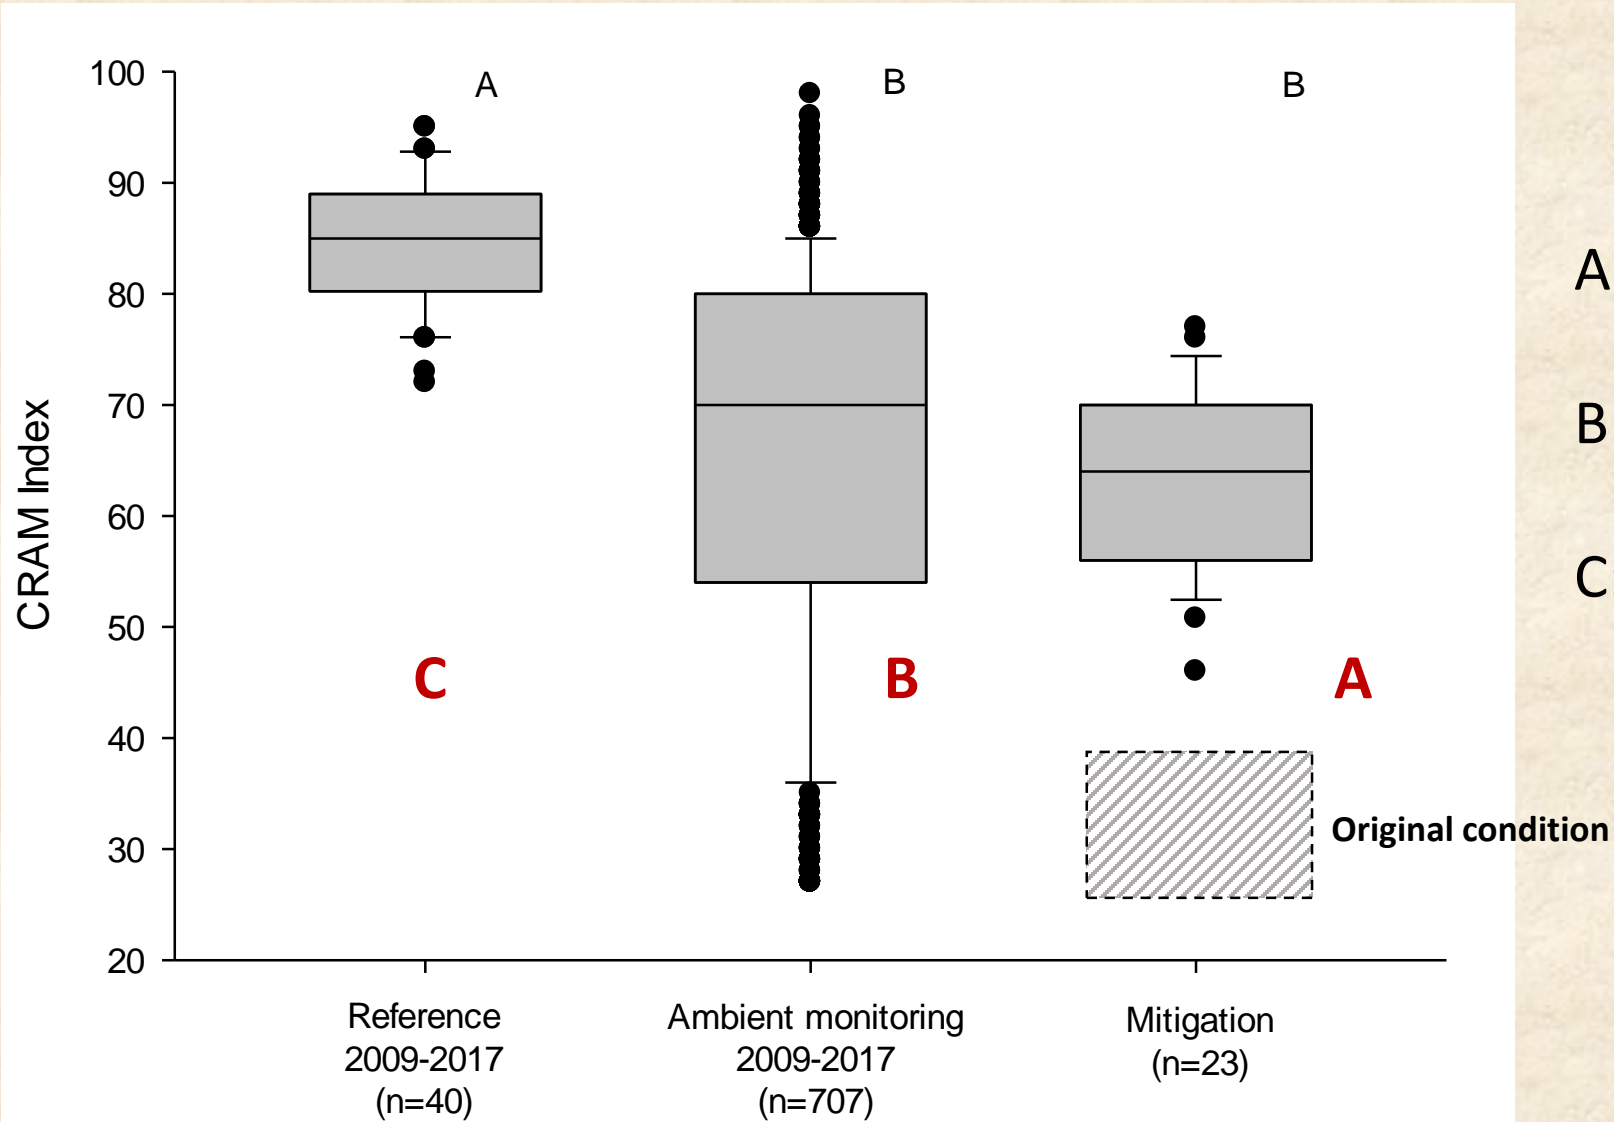 A
B
B
100
90
80
70
60
50
40
30
20
CRAM Index
C
B
A
Original condition
A
B
C
Reference
2009-2017
(n=40)
Ambient monitoring
2009-2017
(n=707)
Mitigation
(n=23)